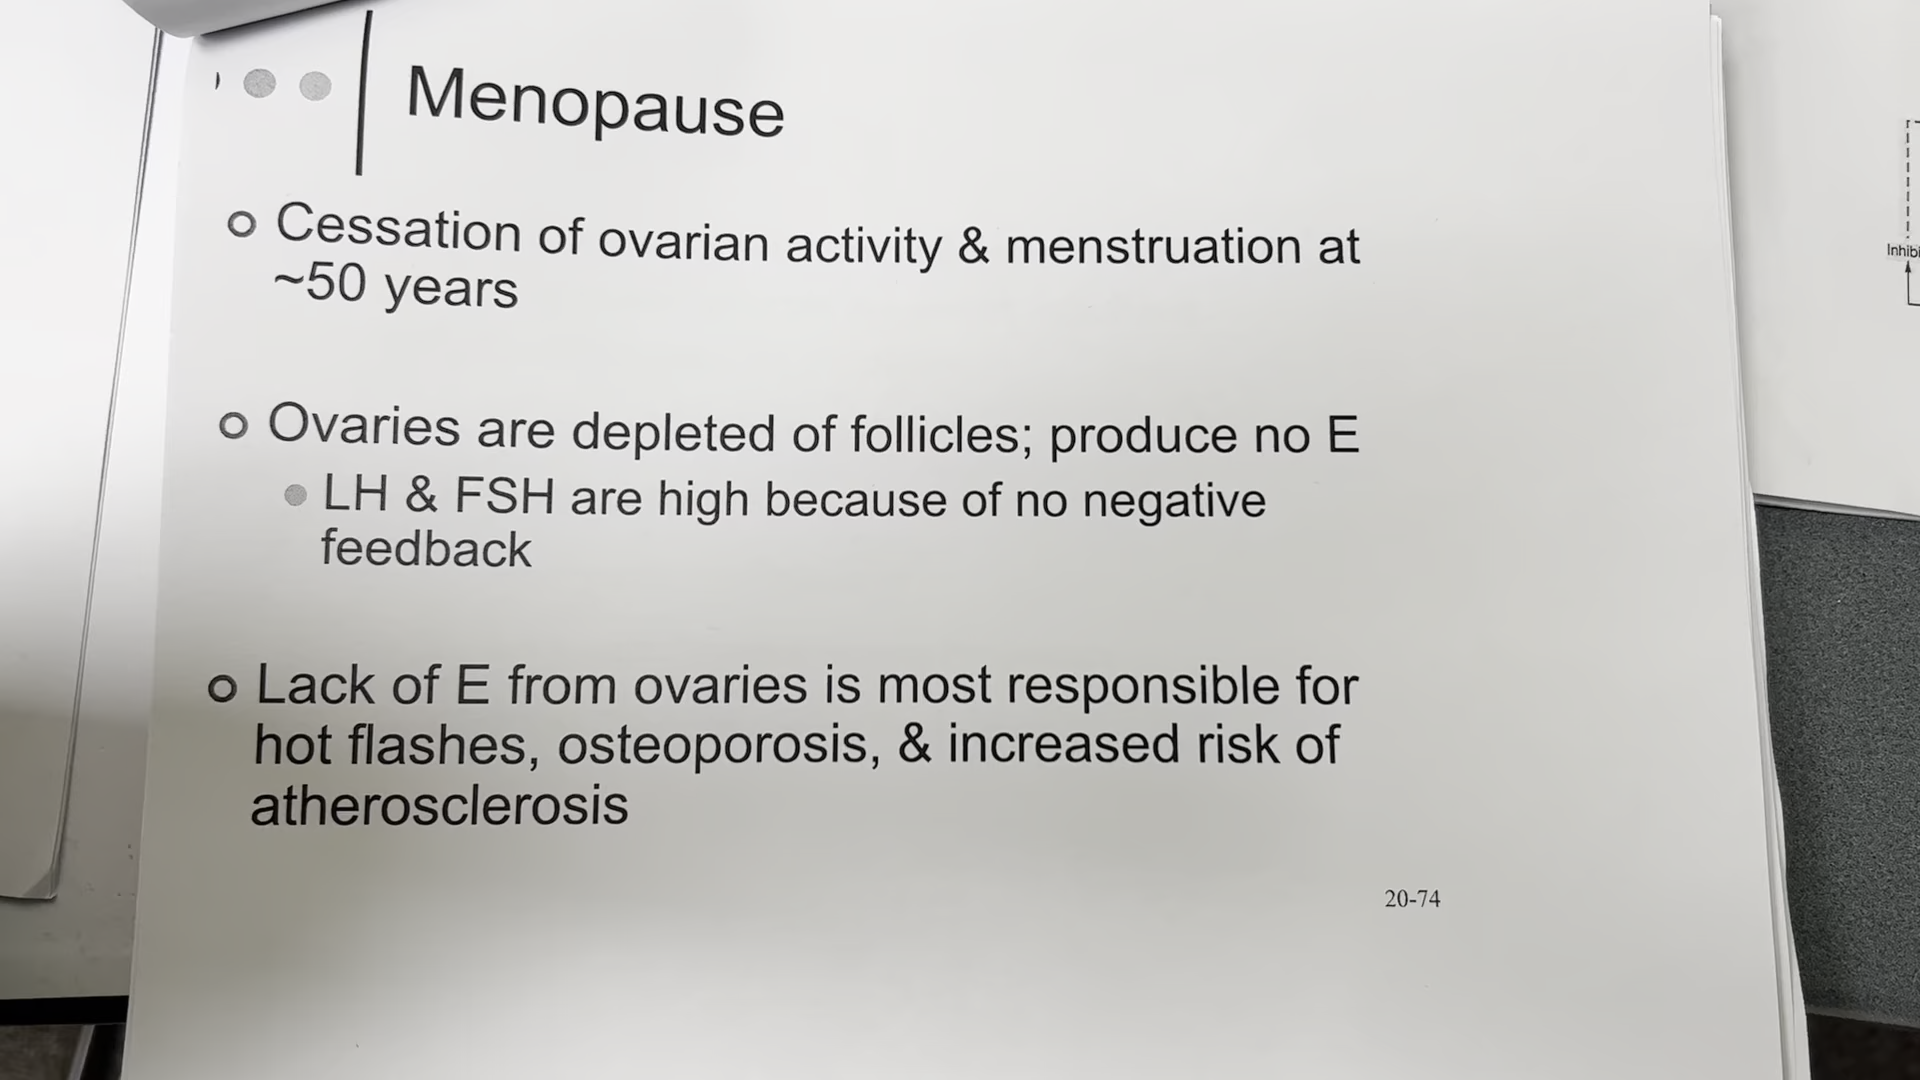 Menopause
Cessation of ovarian activity & menstruation at
~50 years
Ovaries are depleted of follicles; produce no E
LH & FSH are high because of no negative
feedback
Lack of E from ovaries is most responsible for
hot flashes, osteoporosis, & increased risk of
atherosclerosis
20-74